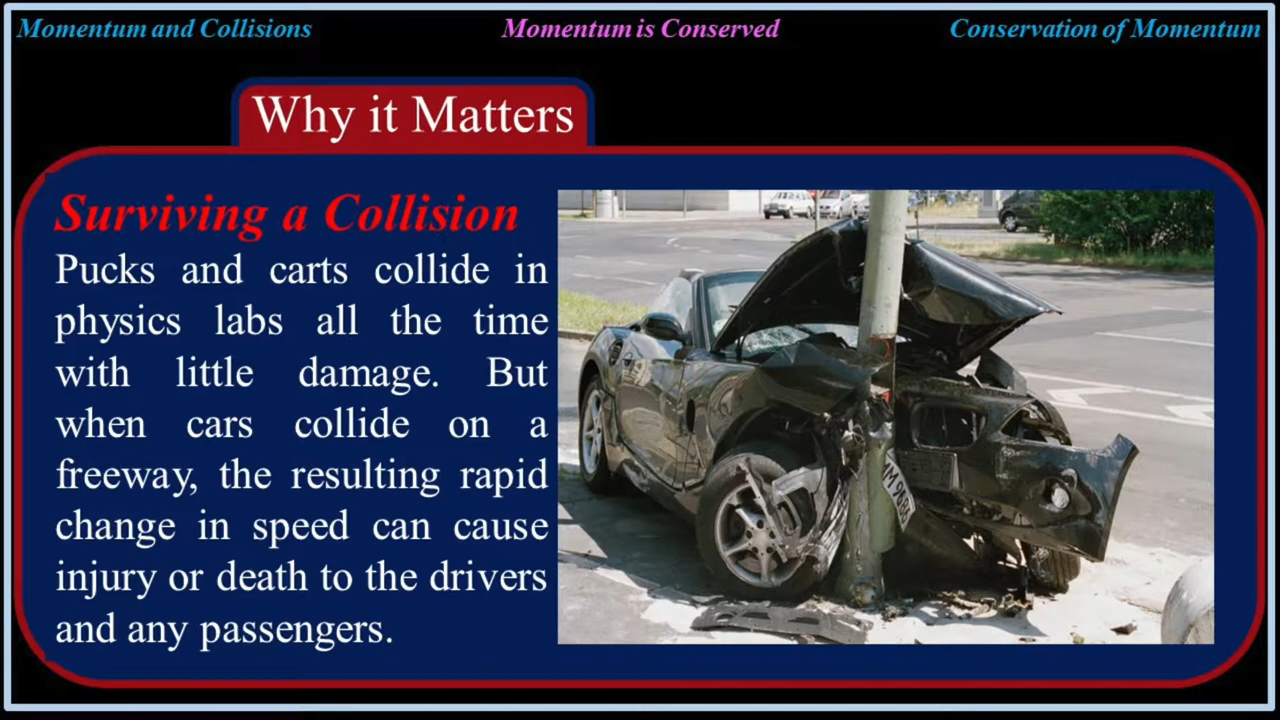 Momentum and Collisions
Momentum is Conserved
Conservation of Momentum
Why it Matters
Surviving a Collision
Pucks and carts collide in
physics labs all the time
with little damage. But
when cars collide on a
freeway, the resulting rapid
change in speed can cause
injury or death to the drivers
and any passengers.